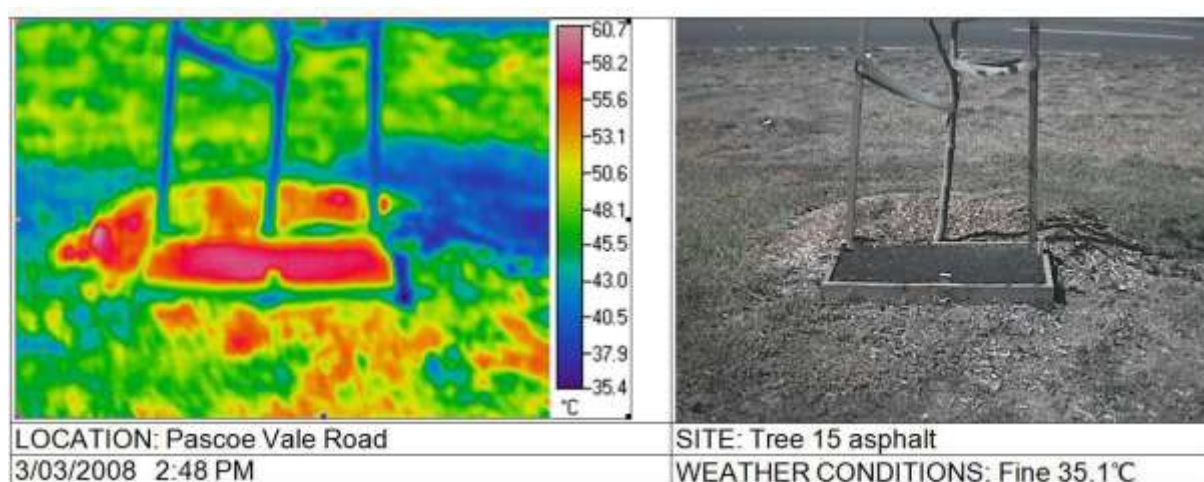 60.7
58.2
55.6
53.1
50.6
48.1
45.5
43.0
40.5
37.9
35.4
°C
LOCATION: Pascoe Vale Road
SITE: Tree 15 asphalt
3/03/2008 2:48 PM
WEATHER CONDITIONS: Fine 35.1°C